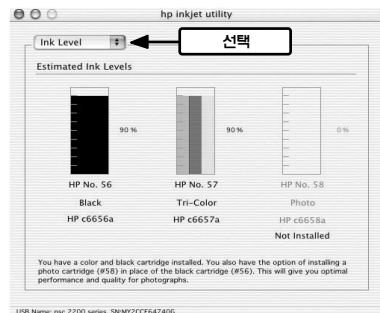 hp inkjet utility
Ink Level
선택
Estimated Ink Levels
90 %
90 %
0 %
HP No. 56
HP No. 57
HP No. 58
Black
Tri-Color
Photo
HP c6656a
HP c6657a
HP c6658a
Not Installed
You have a color and black cartridge installed. You also have the option of installing a
photo cartridge (#58) in place of the black cartridge (#56). This will give you optimal
performance and quality for photographs.
USB Name: psc 2200 series, SN:MY2CCF64740G